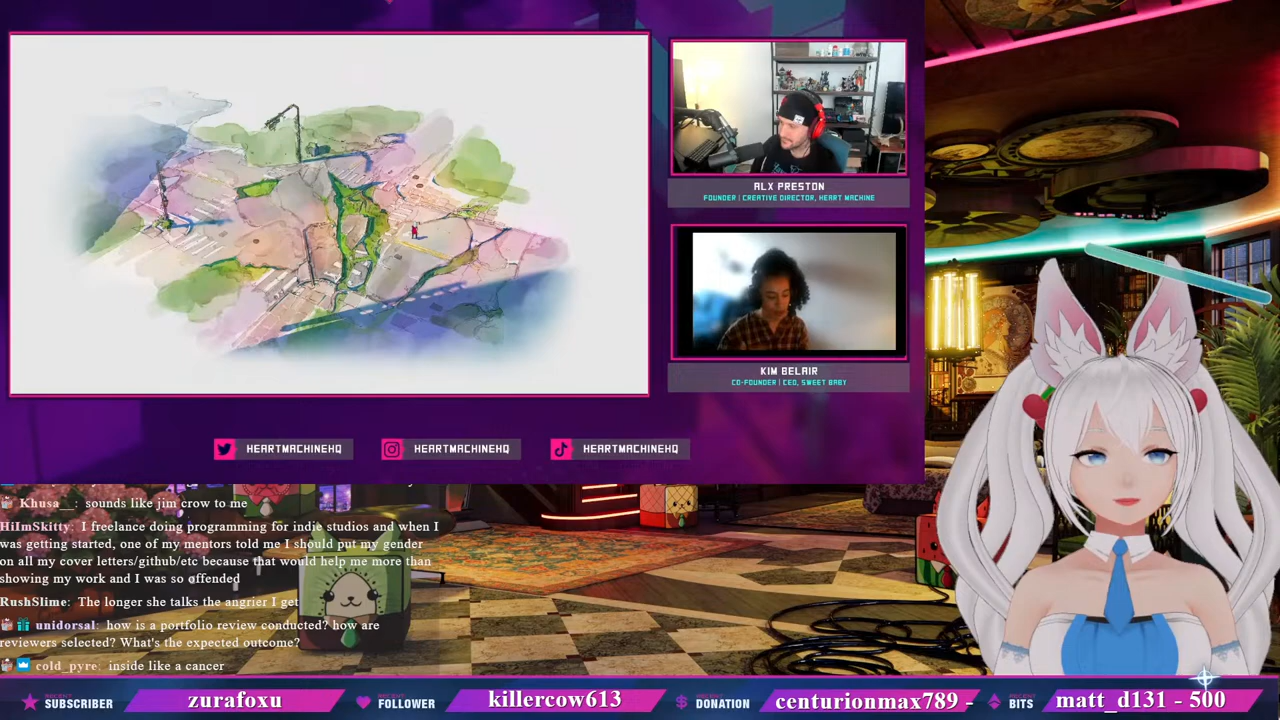 ALX PRESTON
FOUNDER | CREATIVE DIRECTOR, HEART MACHINE
KIM BELAIR
CO-FOUNDER | CEO, SWEET BABY
HEARTMACHINEHQ
HEARTMACHINEHQ
HEARTMACHINEHQ
Khusa__: sounds like jim crow to me
HiImSkitty: I freelance doing programming for indie studios and when I
was getting started, one of my mentors told me I should put my gender
on all my cover letters/github/etc because that would help me more than
showing my work and I was so offended
RushSlime: The longer she talks the angrier I get
unidorsal: how is a portfolio review conducted? how are
reviewers selected? What's the expected outcome?
cold_pyre: inside like a cancer
RECENT SUBSCRIBER zurafoxu
RECENT FOLLOWER killercow613
RECENT DONATION centurionmax789 -
RECENT BITS matt_d131 - 500